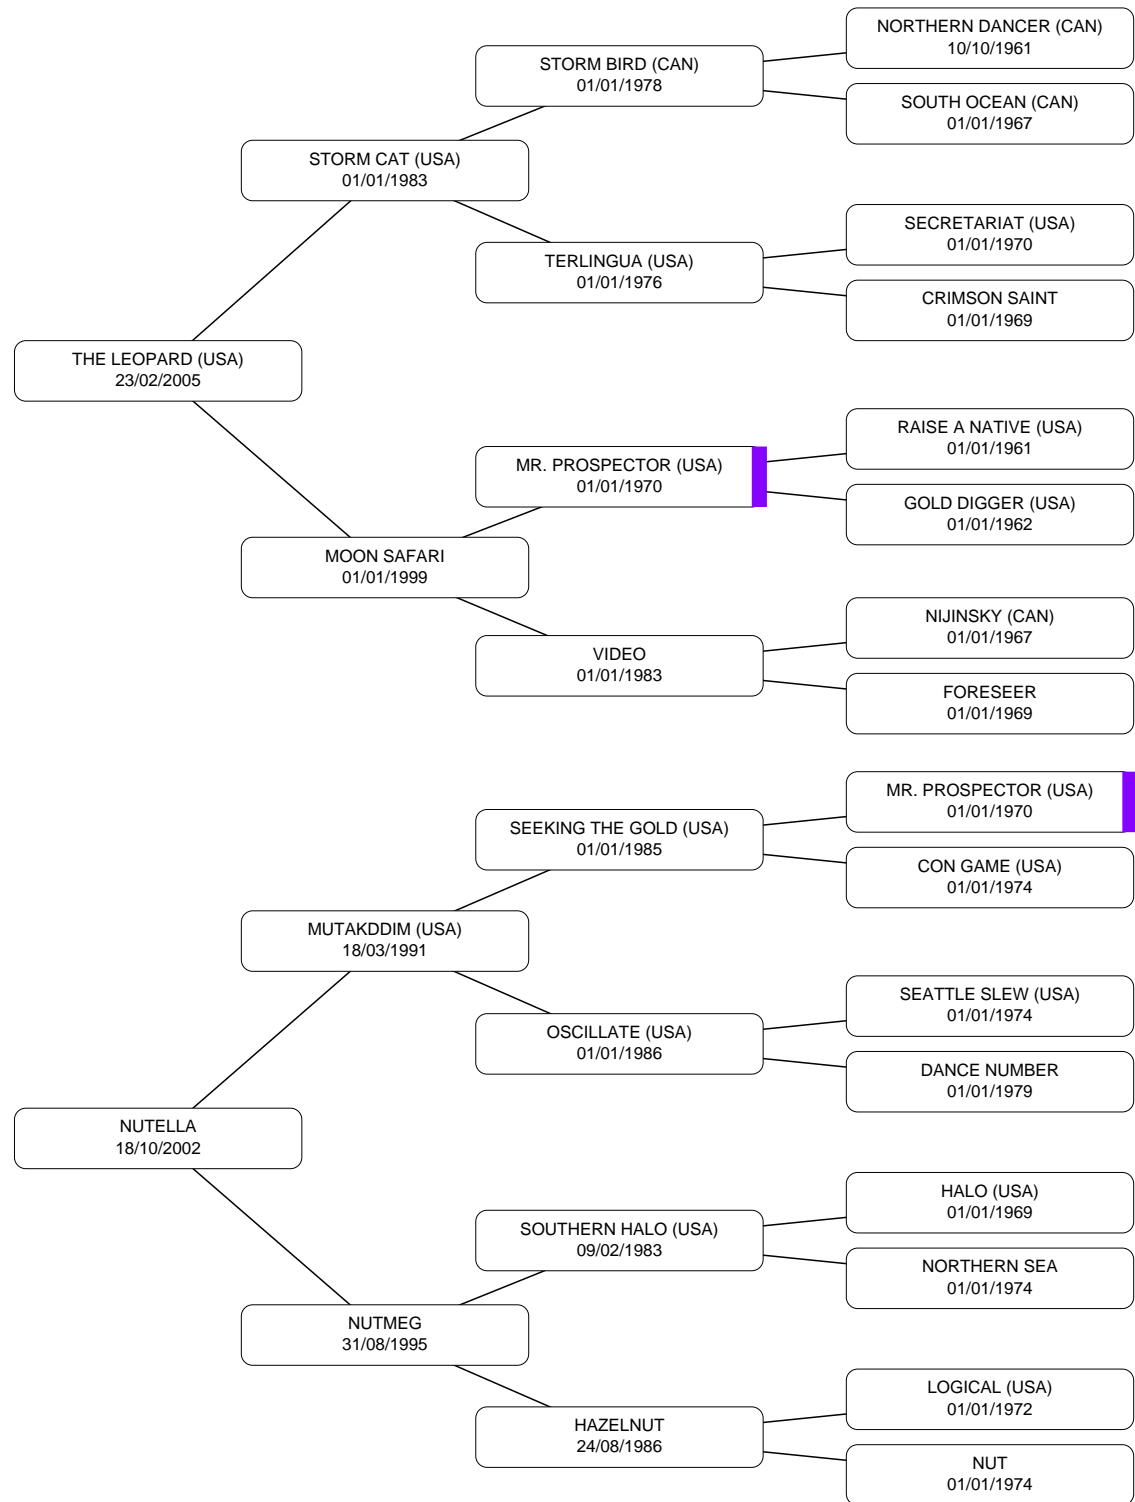 NORTHERN DANCER (CAN)
10/10/1961
STORM BIRD (CAN)
01/01/1978
SOUTH OCEAN (CAN)
01/01/1967
STORM CAT (USA)
01/01/1983
SECRETARIAT (USA)
01/01/1970
TERLINGUA (USA)
01/01/1976
CRIMSON SAINT
01/01/1969
THE LEOPARD (USA)
23/02/2005
RAISE A NATIVE (USA)
01/01/1961
MR. PROSPECTOR (USA)
01/01/1970
GOLD DIGGER (USA)
01/01/1962
MOON SAFARI
01/01/1999
NIJINSKY (CAN)
01/01/1967
VIDEO
01/01/1983
FORESEER
01/01/1969
MR. PROSPECTOR (USA)
01/01/1970
SEEKING THE GOLD (USA)
01/01/1985
CON GAME (USA)
01/01/1974
MUTAKDDIM (USA)
18/03/1991
SEATTLE SLEW (USA)
01/01/1974
OSCILLATE (USA)
01/01/1986
DANCE NUMBER
01/01/1979
NUTELLA
18/10/2002
HALO (USA)
01/01/1969
SOUTHERN HALO (USA)
09/02/1983
NORTHERN SEA
01/01/1974
NUTMEG
31/08/1995
LOGICAL (USA)
01/01/1972
HAZELNUT
24/08/1986
NUT
01/01/1974